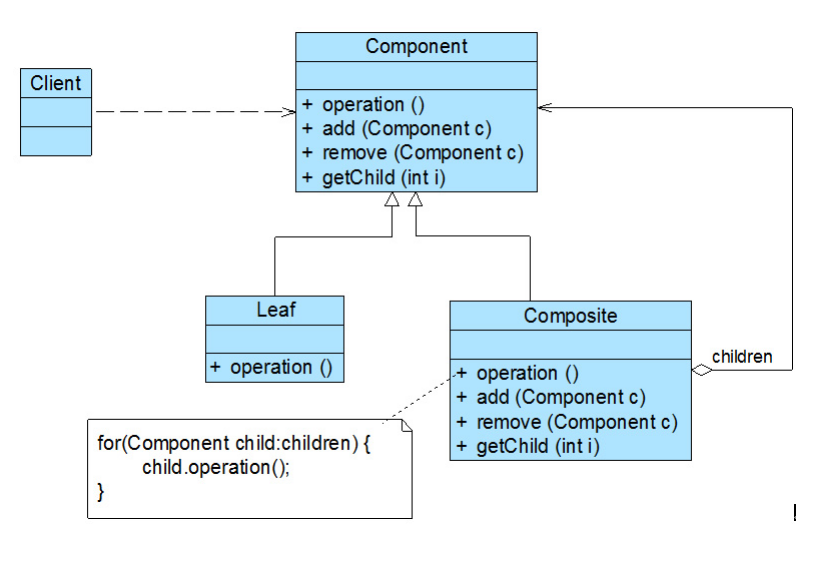 Component
Client
+ operation ()
+ add (Component c)
+ remove (Component c)
+ getChild (int i)
Leaf
+ operation ()
Composite
children
+ operation ()
+ add (Component c)
+ remove (Component c)
+ getChild (int i)
for(Component child:children) {
child.operation();
}